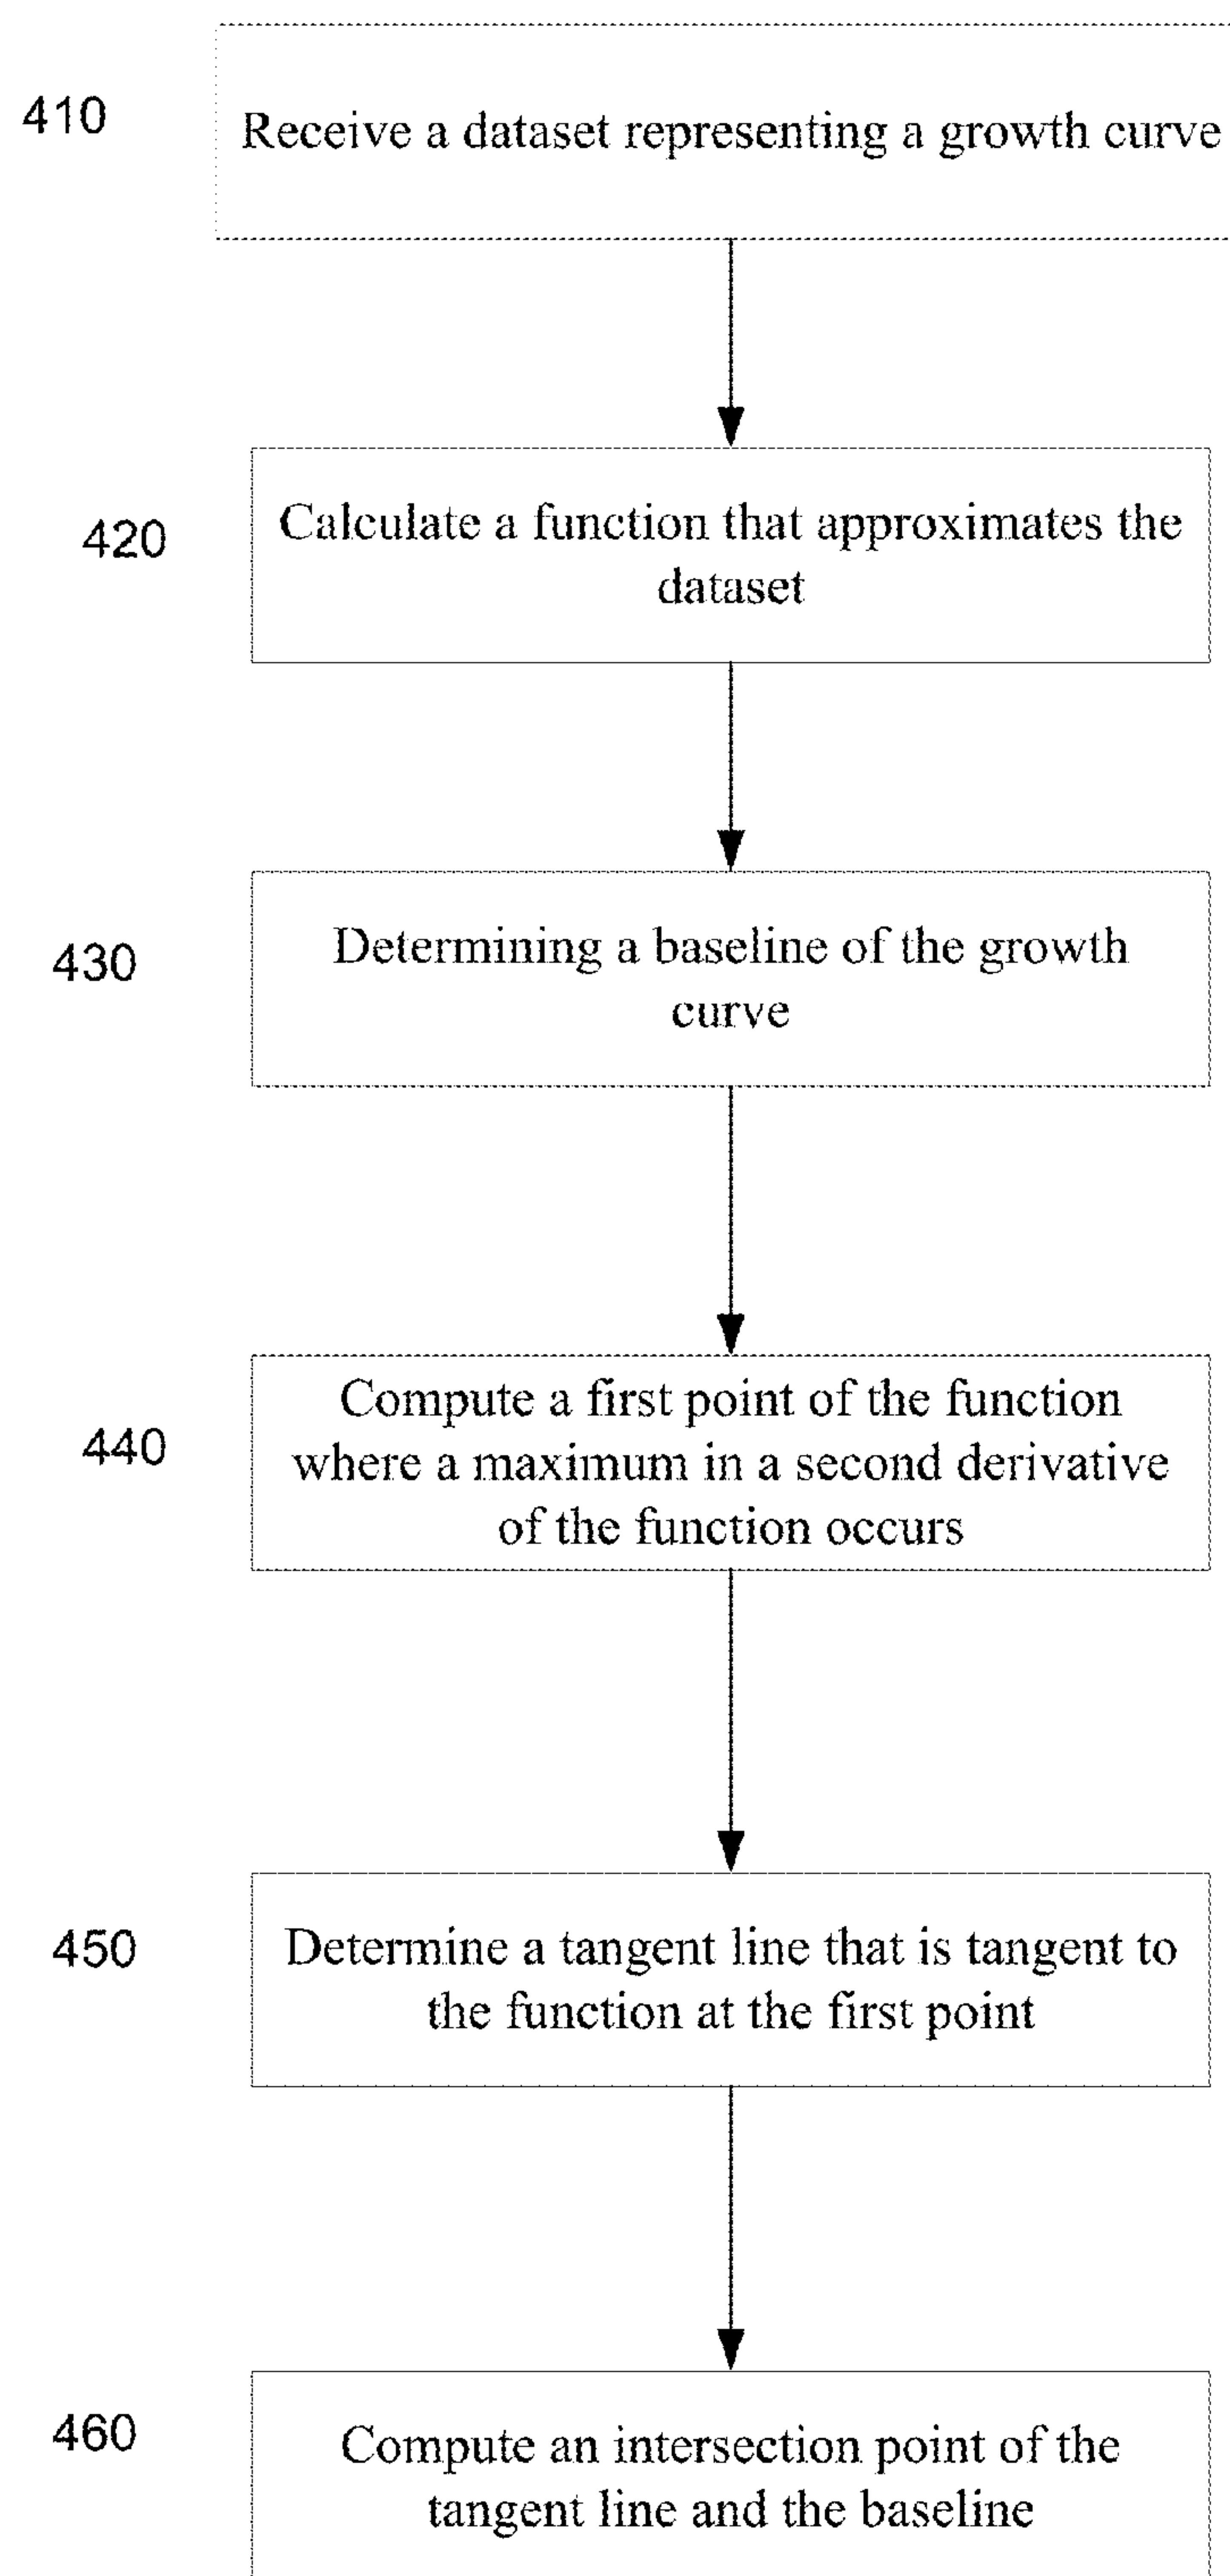 410
Receive a dataset representing a growth curve
420
Calculate a function that approximates the
dataset
430
Determining a baseline of the growth
curve
440
Compute a first point of the function
where a maximum in a second derivative
of the function occurs
450
Determine a tangent line that is tangent to
the function at the first point
460
Compute an intersection point of the
tangent line and the baseline